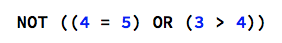 NOT ((4 = 5) OR (3 > 4))